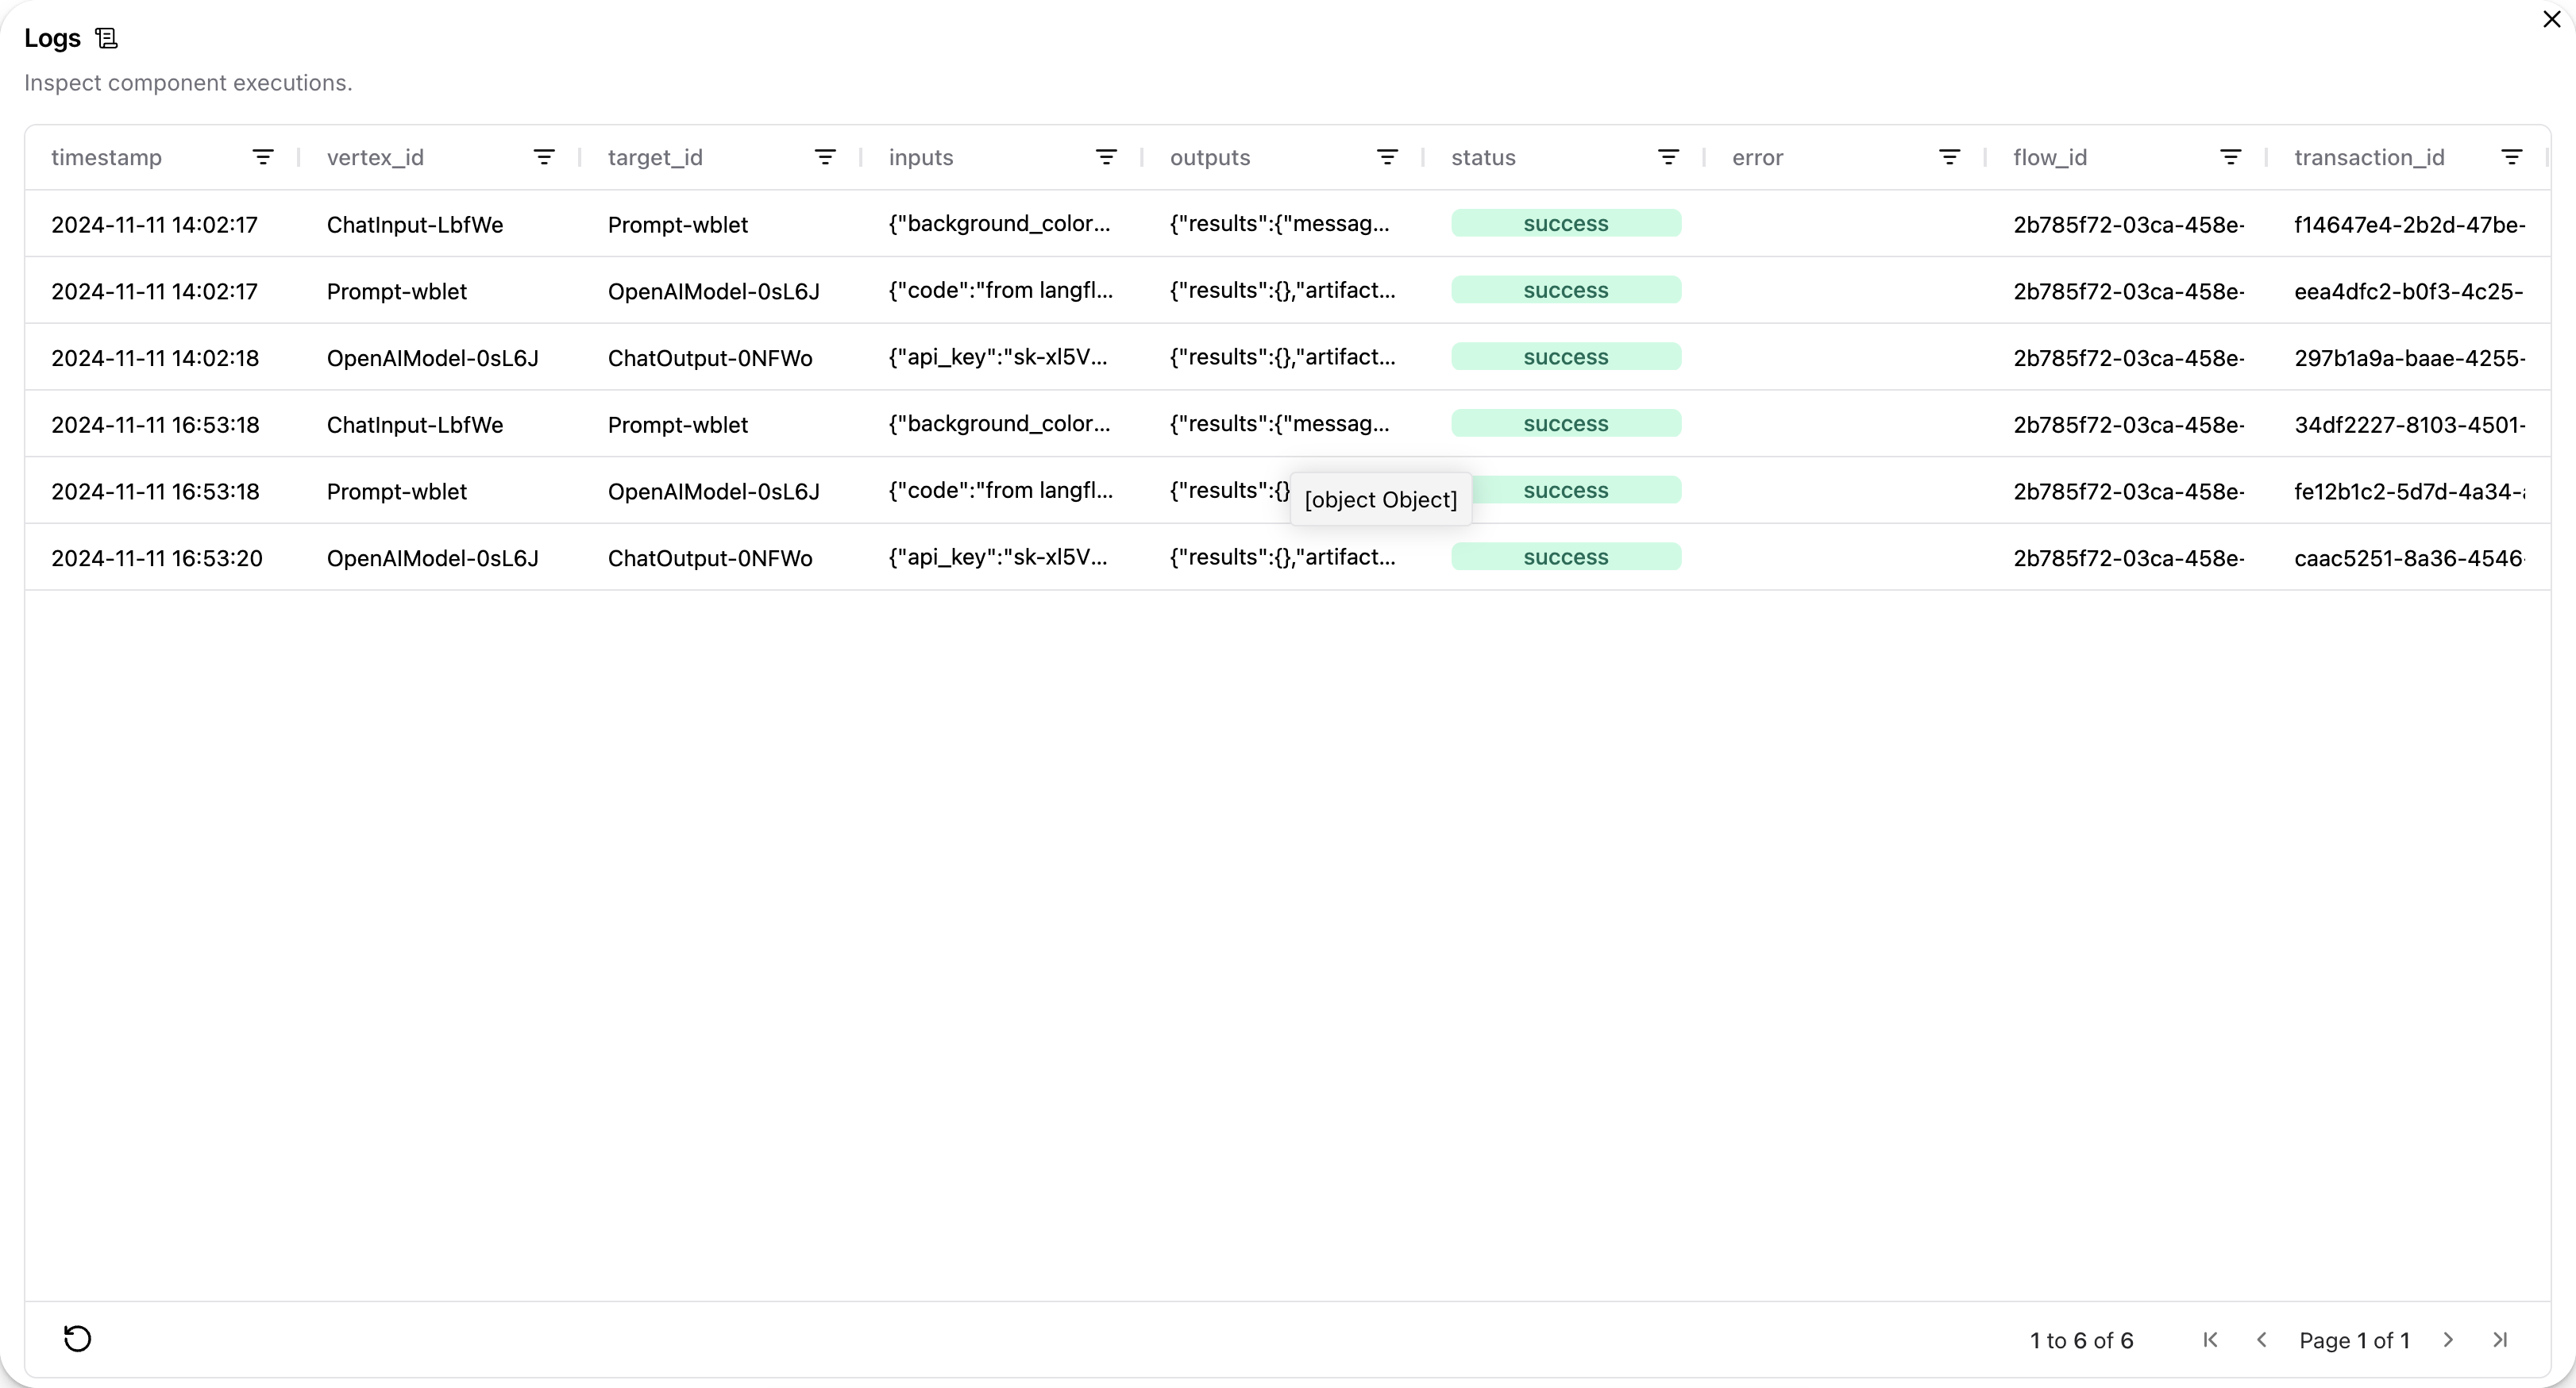 Logs
Inspect component executions.
timestamp vertex_id target_id inputs outputs status error flow_id transaction_id
2024-11-11 14:02:17 ChatInput-LbfWe Prompt-wblet {"background_color... {"results":{"messag... success 2b785f72-03ca-458e- f14647e4-2b2d-47be-
2024-11-11 14:02:17 Prompt-wblet OpenAIModel-0sL6J {"code":"from langfl... {"results":{},"artifact... success 2b785f72-03ca-458e- eea4dfc2-b0f3-4c25-
2024-11-11 14:02:18 OpenAIModel-0sL6J ChatOutput-0NFWo {"api_key":"sk-xl5V... {"results":{},"artifact... success 2b785f72-03ca-458e- 297b1a9a-baae-4255-
2024-11-11 16:53:18 ChatInput-LbfWe Prompt-wblet {"background_color... {"results":{"messag... success 2b785f72-03ca-458e- 34df2227-8103-4501-
2024-11-11 16:53:18 Prompt-wblet OpenAIModel-0sL6J {"code":"from langfl... {"results":{} [object Object] success 2b785f72-03ca-458e- fe12b1c2-5d7d-4a34-
2024-11-11 16:53:20 OpenAIModel-0sL6J ChatOutput-0NFWo {"api_key":"sk-xl5V... {"results":{},"artifact... success 2b785f72-03ca-458e- caac5251-8a36-4546-
1 to 6 of 6 Page 1 of 1